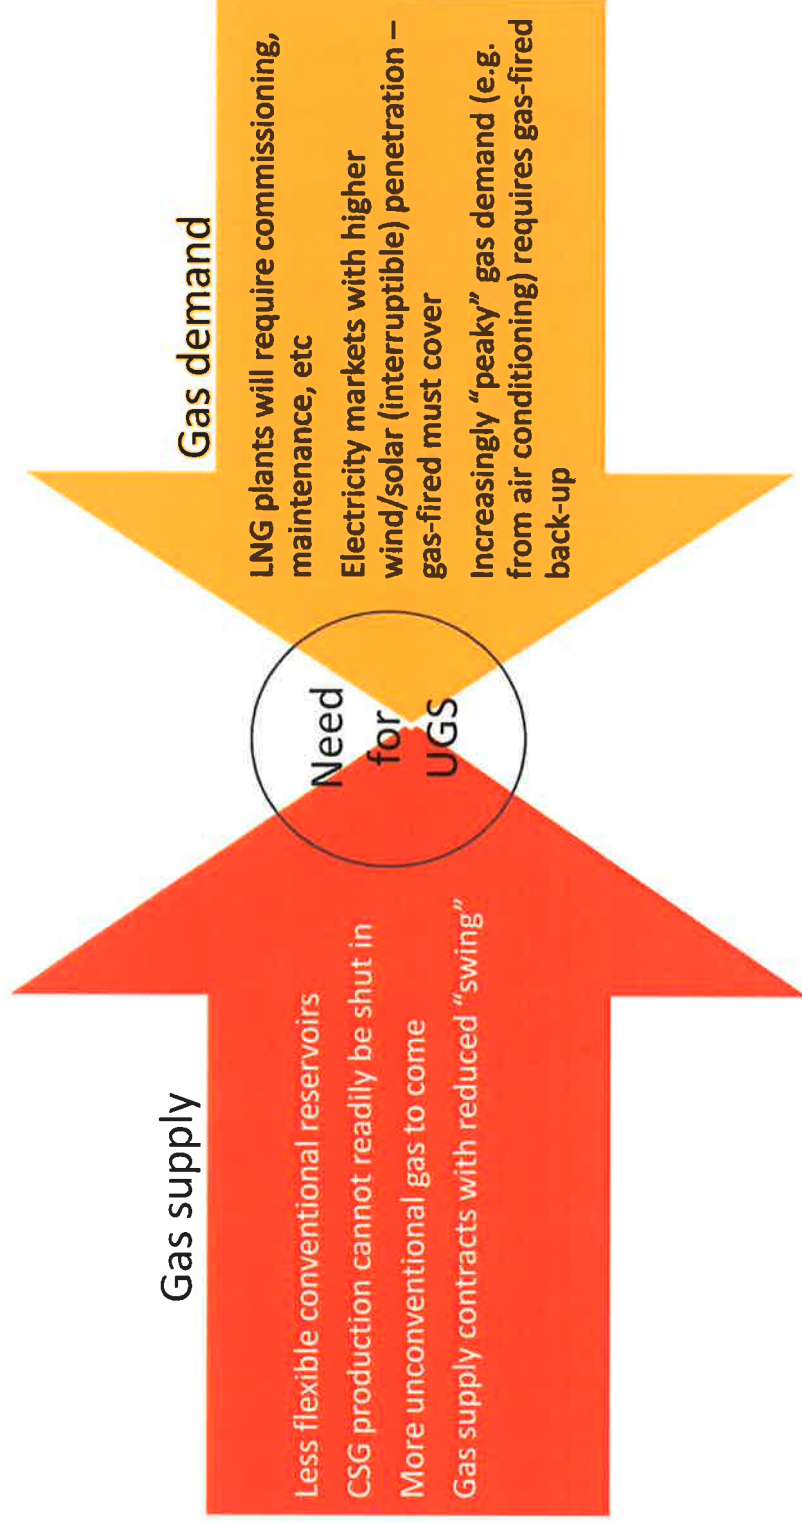 Gas supply
Less flexible conventional reservoirs
CSG production cannot readily be shut in
More unconventional gas to come
Gas supply contracts with reduced “swing”
Need
for
UGS
Gas demand
LNG plants will require commissioning,
maintenance, etc
Electricity markets with higher
wind/solar (interruptible) penetration –
gas-fired must cover
Increasingly “peaky” gas demand (e.g.
from air conditioning) requires gas-fired
back-up